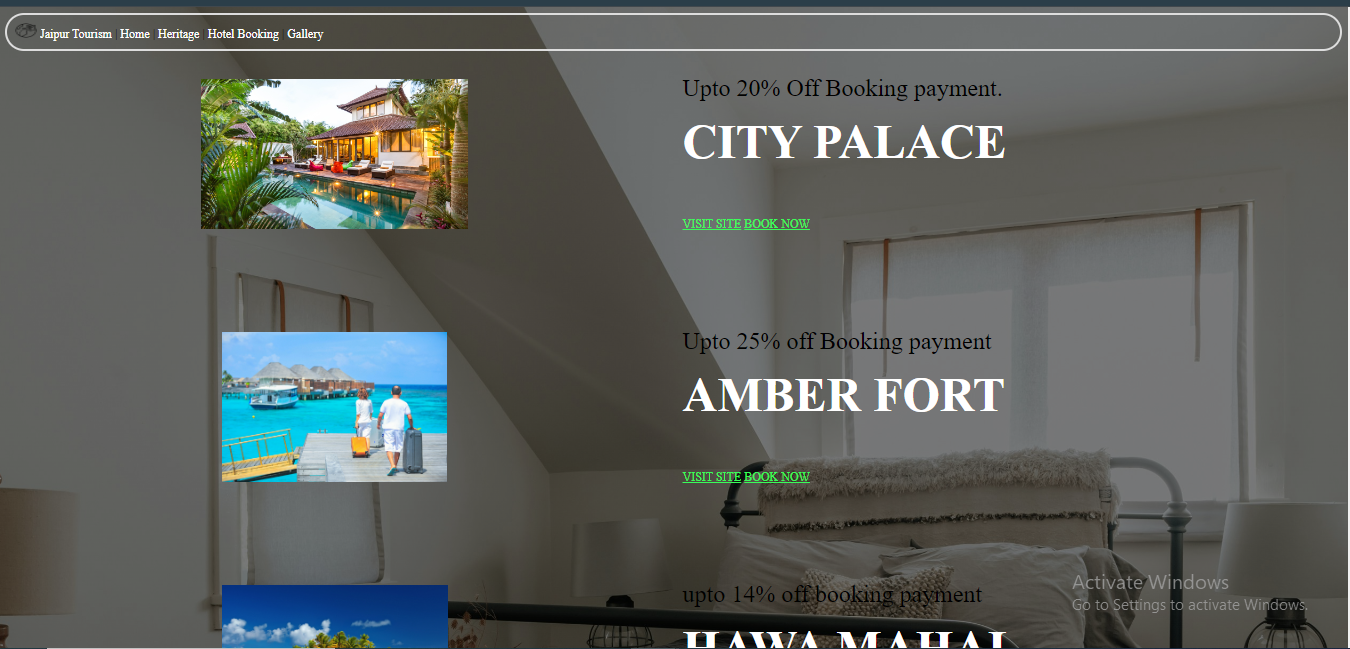 Jaipur Tourism | Home | Heritage | Hotel Booking | Gallery
Upto 20% Off Booking payment.
CITY PALACE
VISIT SITE BOOK NOW
Upto 25% off Booking payment
AMBER FORT
VISIT SITE BOOK NOW
upto 14% off booking payment
HAWA MAHAL
Activate Windows
Go to Settings to activate Windows.